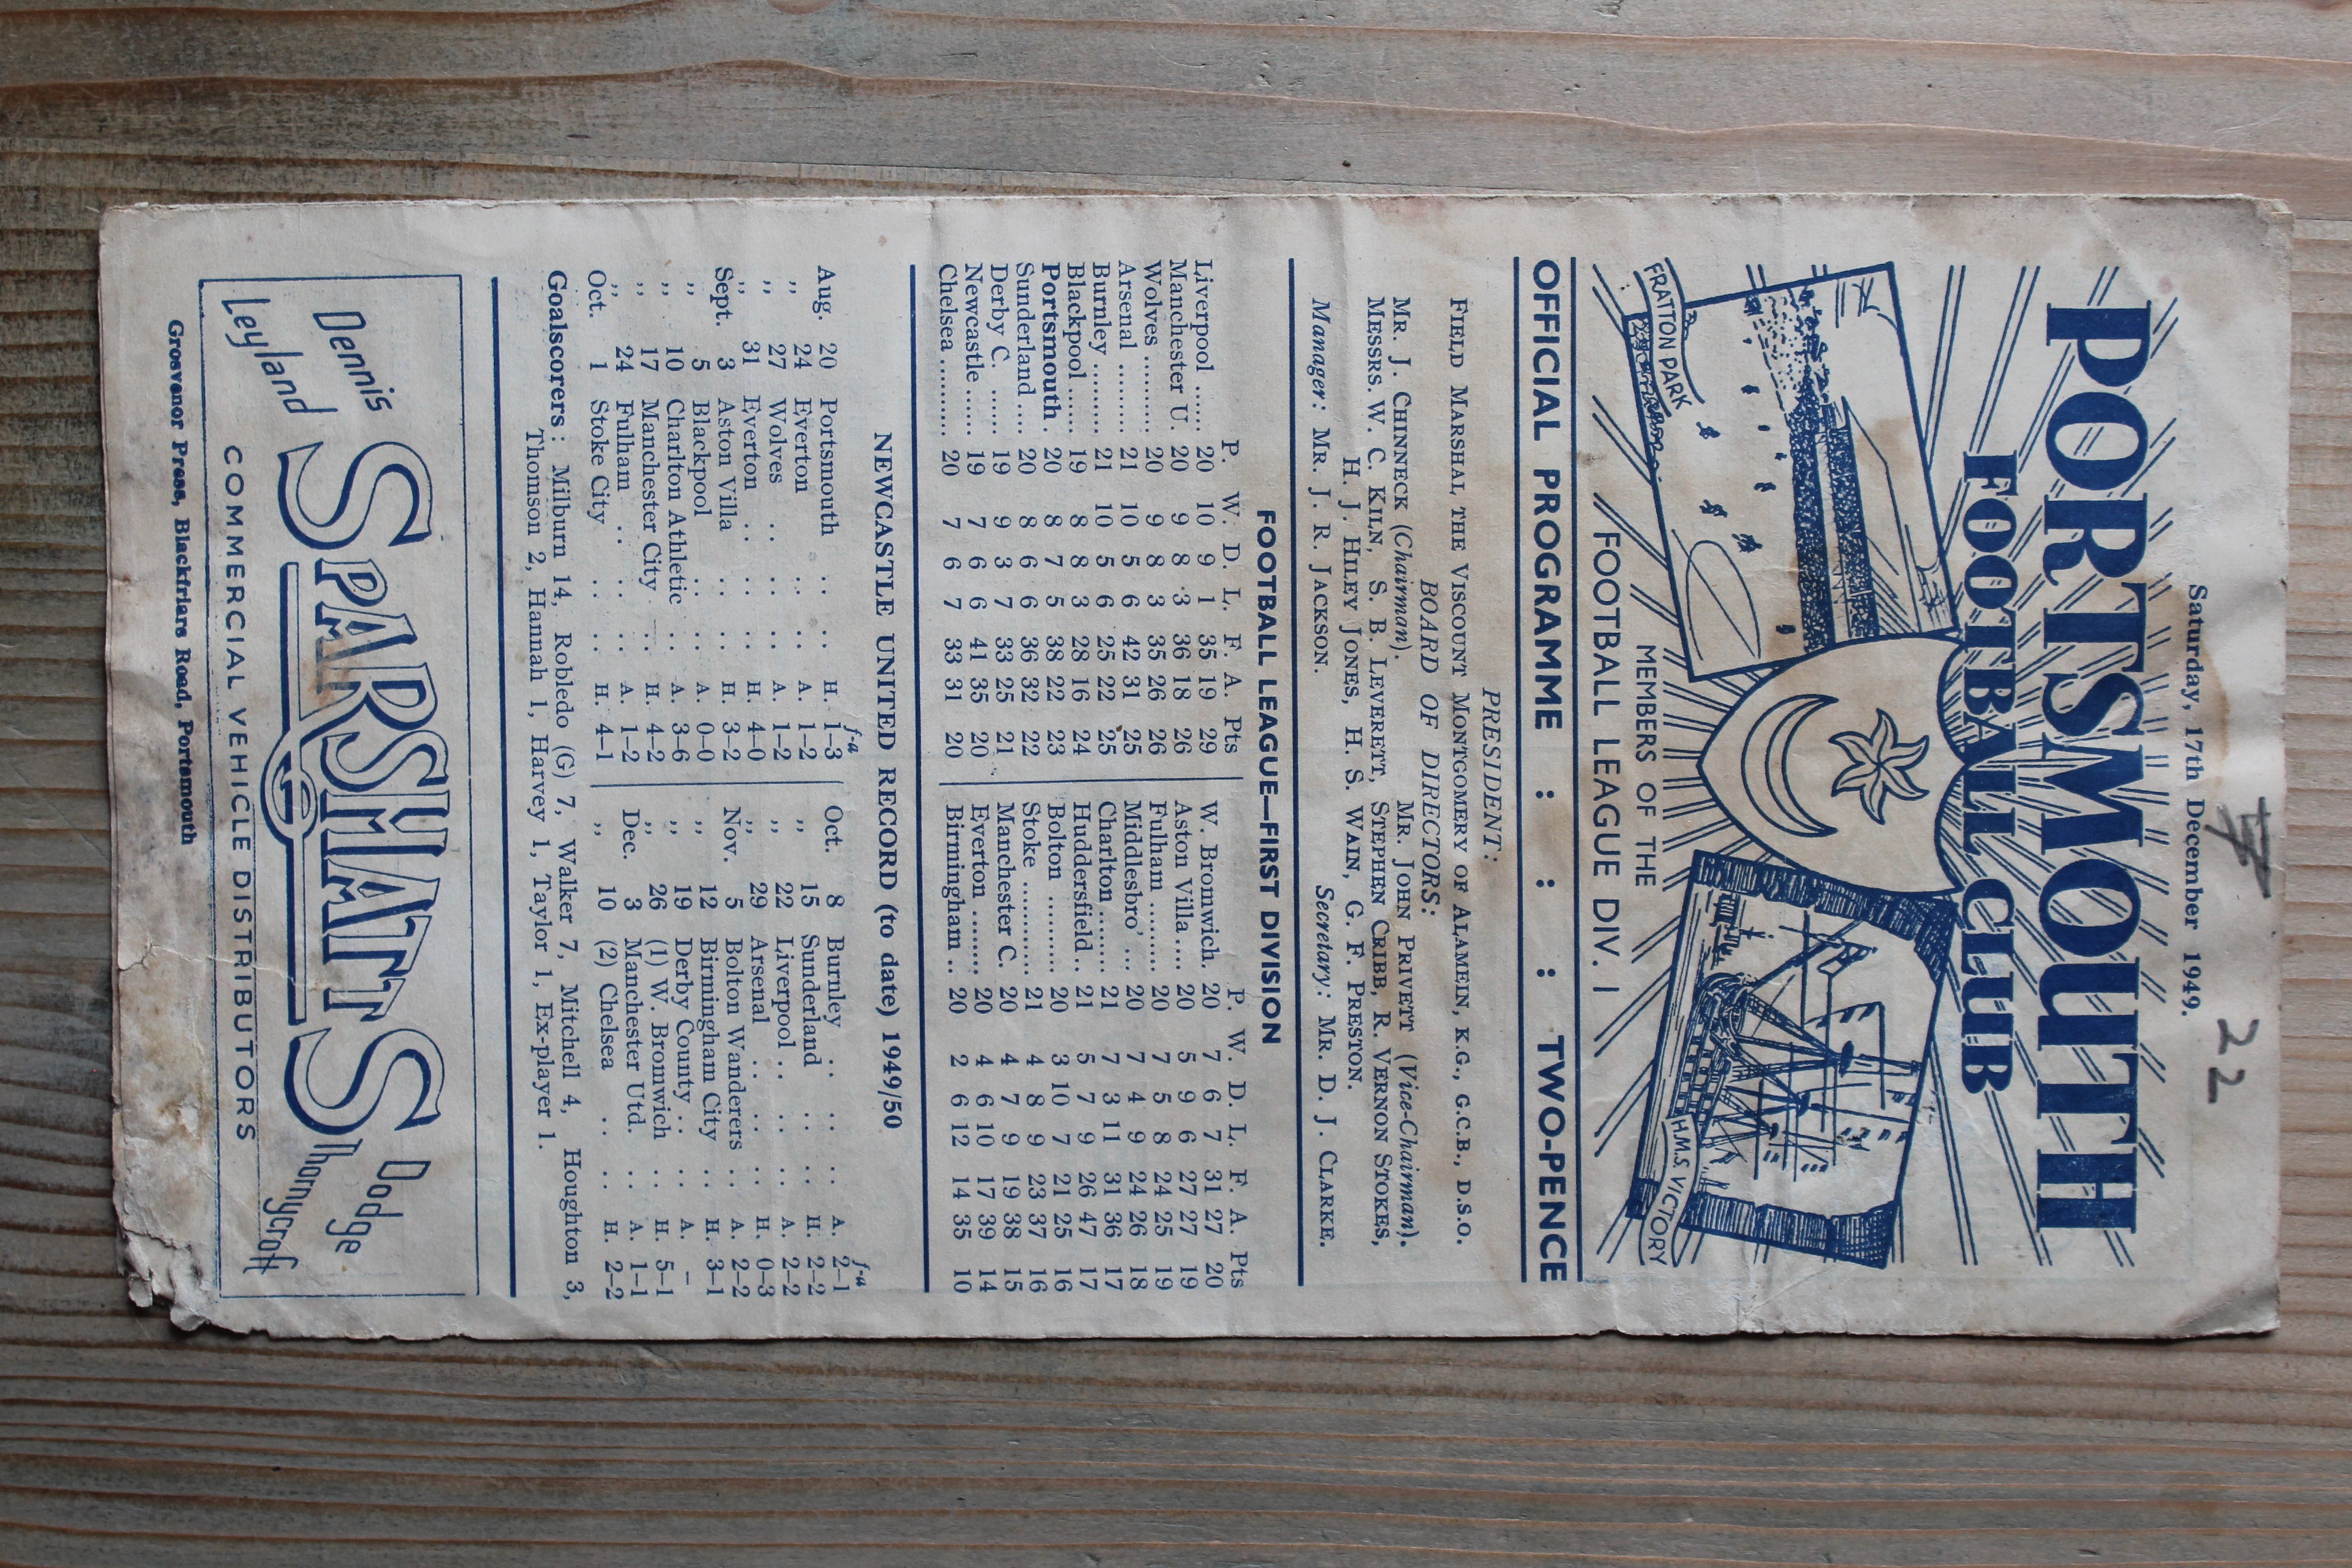 7
22
Saturday, 17th December 1949.
PORTSMOUTH
FOOTBALL CLUB
FRATTON PARK
H.M.S. VICTORY
MEMBERS OF THE
FOOTBALL LEAGUE DIV. I
OFFICIAL PROGRAMME : : : TWO-PENCE
PRESIDENT:
FIELD MARSHAL THE VISCOUNT MONTGOMERY OF ALAMEIN, K.G., G.C.B., D.S.O.
BOARD OF DIRECTORS:
MR. J. CHINNECK (Chairman). MR. JOHN PRIVETT (Vice-Chairman).
MESSRS. W. C. KILN, S. B. LEVERETT, STEPHEN CRIBB, R. VERNON STOKES,
H. J. HILEY JONES, H. S. WAIN, G. F. PRESTON.
Manager: MR. J. R. JACKSON. Secretary: MR. D. J. CLARKE.
FOOTBALL LEAGUE—FIRST DIVISION
P. W. D. L. F. A. Pts P. W. D. L. F. A. Pts
Liverpool ...... 20 10 9 1 35 19 29 W. Bromwich. 20 7 6 7 31 27 20
Manchester U. 20 9 8 3 36 18 26 Aston Villa.... 20 5 9 6 27 27 19
Wolves .......... 20 9 8 3 35 26 26 Fulham ......... 20 7 5 8 24 25 19
Arsenal ......... 21 10 5 6 42 31 25 Middlesbro' ... 20 7 4 9 24 26 18
Burnley .......... 21 10 5 6 25 22 25 Charlton ........ 21 7 3 11 31 36 17
Blackpool ...... 19 8 8 3 28 16 24 Huddersfield .. 21 5 7 9 26 47 17
Portsmouth . 20 8 7 5 38 22 23 Bolton .......... 20 3 10 7 21 25 16
Sunderland .... 20 8 6 6 36 32 22 Stoke ............ 21 4 8 9 23 37 16
Derby C. ...... 19 9 3 7 33 25 21 Manchester C. 20 4 7 9 19 38 15
Newcastle ....... 19 7 6 6 41 35 20 Everton ......... 20 4 6 10 17 39 14
Chelsea .......... 20 7 6 7 33 31 20 Birmingham .. 20 2 6 12 14 35 10
NEWCASTLE UNITED RECORD (to date) 1949/50
f-a f-a
Aug. 20 Portsmouth .. .. H. 1–3 Oct. 8 Burnley .. .. .. A. 2–1
,, 24 Everton .. .. A. 1–2 ,, 15 Sunderland .. .. H. 2–2
,, 27 Wolves .. .. .. A. 1–2 ,, 22 Liverpool .. .. .. A. 2–2
,, 31 Everton .. .. .. H. 4–0 ,, 29 Arsenal .. .. .. H. 0–3
Sept. 3 Aston Villa .. .. H. 3–2 Nov. 5 Bolton Wanderers .. A. 2–2
,, 5 Blackpool .. .. A. 0–0 ,, 12 Birmingham City .. H. 3–1
,, 10 Charlton Athletic .. A. 3–6 ,, 19 Derby County .. .. A. –
,, 17 Manchester City .. H. 4–2 ,, 26 (1) W. Bromwich .. H. 5–1
,, 24 Fulham .. .. .. A. 1–2 Dec. 3 Manchester Utd. .. A. 1–1
Oct. 1 Stoke City .. .. H. 4–1 ,, 10 (2) Chelsea .. .. H. 2–2
Goalscorers : Milburn 14, Robledo (G) 7, Walker 7, Mitchell 4, Houghton 3,
Thomson 2, Hannah 1, Harvey 1, Taylor 1, Ex-player 1.
Dennis
Leyland
SPARSHATTS
Dodge
Thornycroft
COMMERCIAL VEHICLE DISTRIBUTORS
Grosvenor Press, Blackfriars Road, Portsmouth